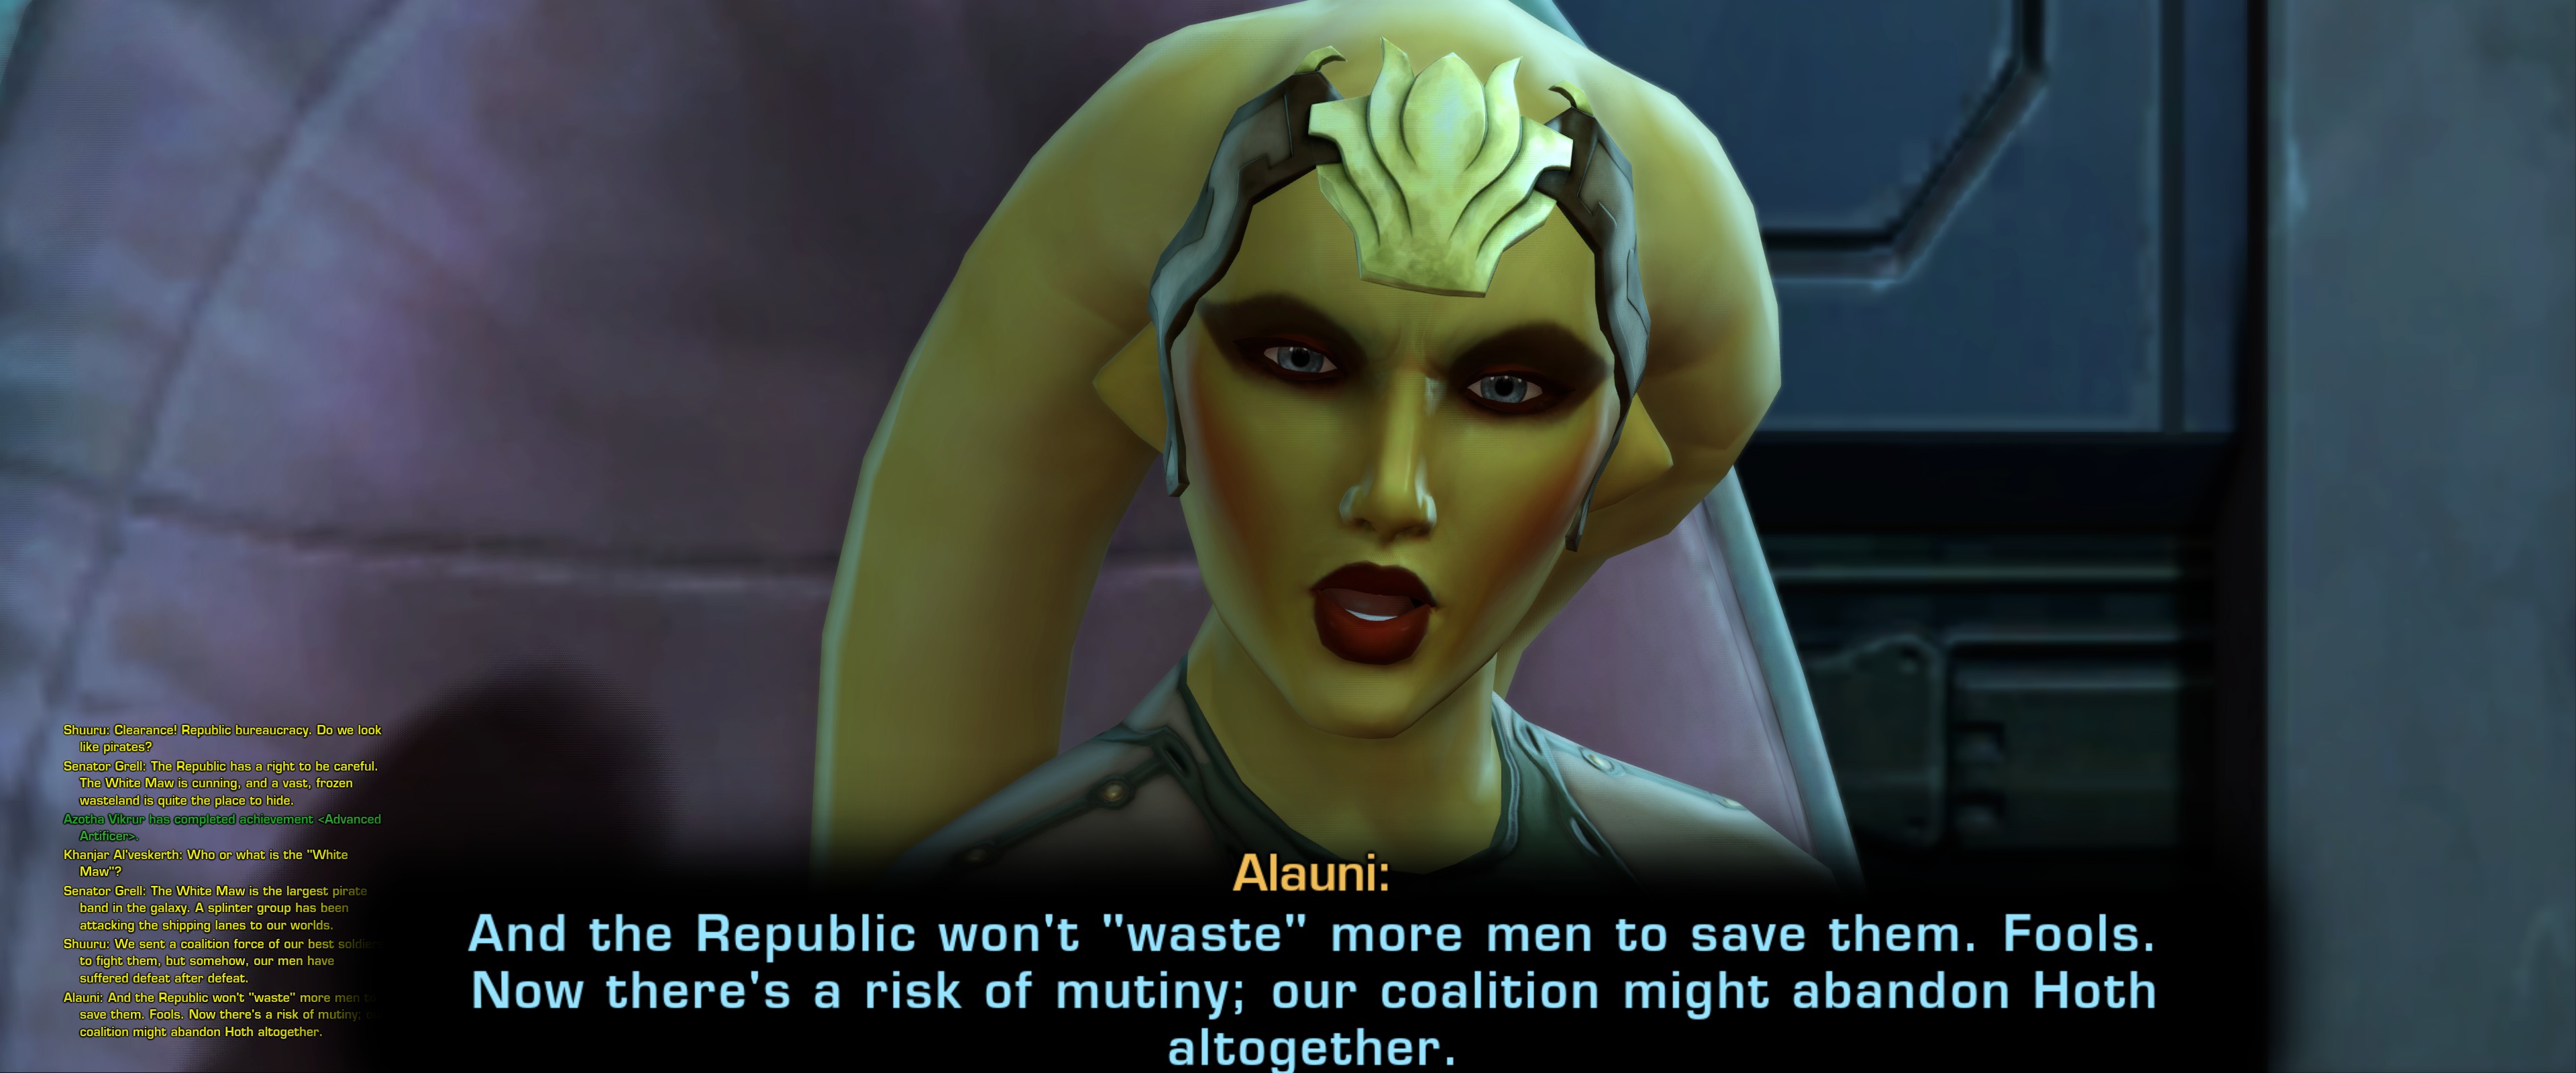 Shuuru: Clearance! Republic bureaucracy. Do we look
like pirates?
Senator Grell: The Republic has a right to be careful.
The White Maw is cunning, and a vast, frozen
wasteland is quite the place to hide.
Azotha Vikrur has completed achievement <Advanced
Artificer>.
Khanjar Al'veskerth: Who or what is the "White
Maw"?
Senator Grell: The White Maw is the largest pirate
band in the galaxy. A splinter group has been
attacking the shipping lanes to our worlds.
Shuuru: We sent a coalition force of our best soldiers
to fight them, but somehow, our men have
suffered defeat after defeat.
Alauni: And the Republic won't "waste" more men to
save them. Fools. Now there's a risk of mutiny; our
coalition might abandon Hoth altogether.
Alauni:
And the Republic won't "waste" more men to save them. Fools.
Now there's a risk of mutiny; our coalition might abandon Hoth
altogether.